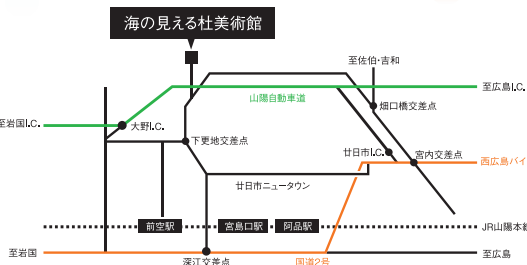 海の見える杜美術館
至佐伯・吉和
至広島I.C.
山陽自動車道
畑口橋交差点
至岩国I.C.
大野I.C.
下更地交差点
廿日市I.C.
宮内交差点
西広島バイ
廿日市ニュータウン
前空駅
宮島口駅
阿品駅
JR山陽本線
至岩国
深江交差点
国道2号
至広島